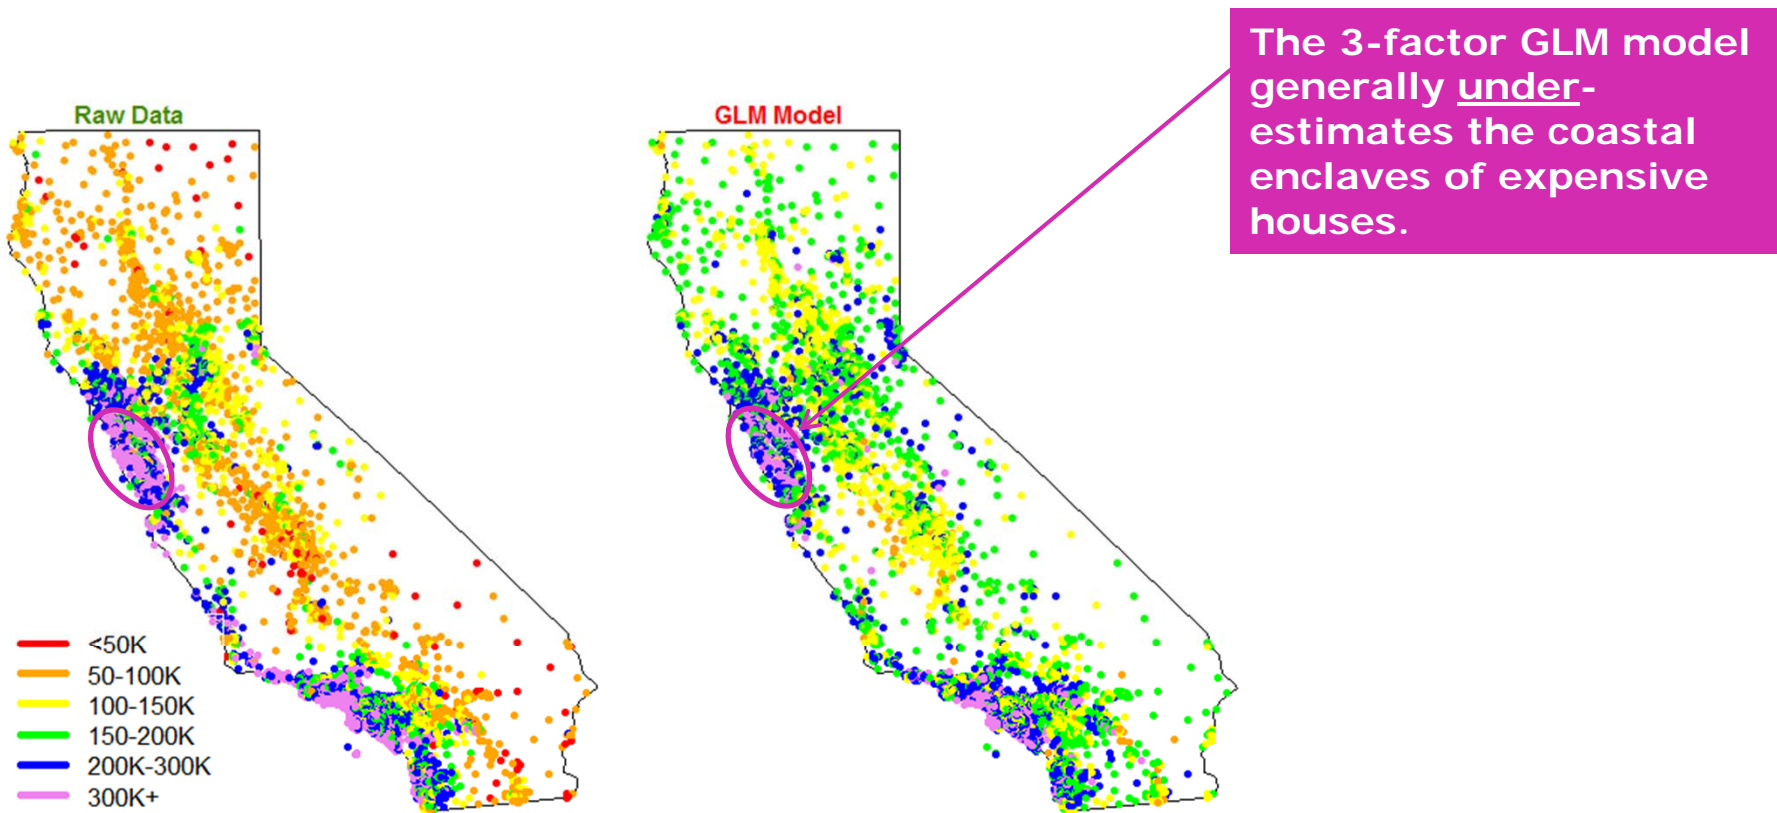 The 3-factor GLM model
generally under-
estimates the coastal
enclaves of expensive
houses.
Raw Data
GLM Model
<50K
50-100K
100-150K
150-200K
200K-300K
300K+